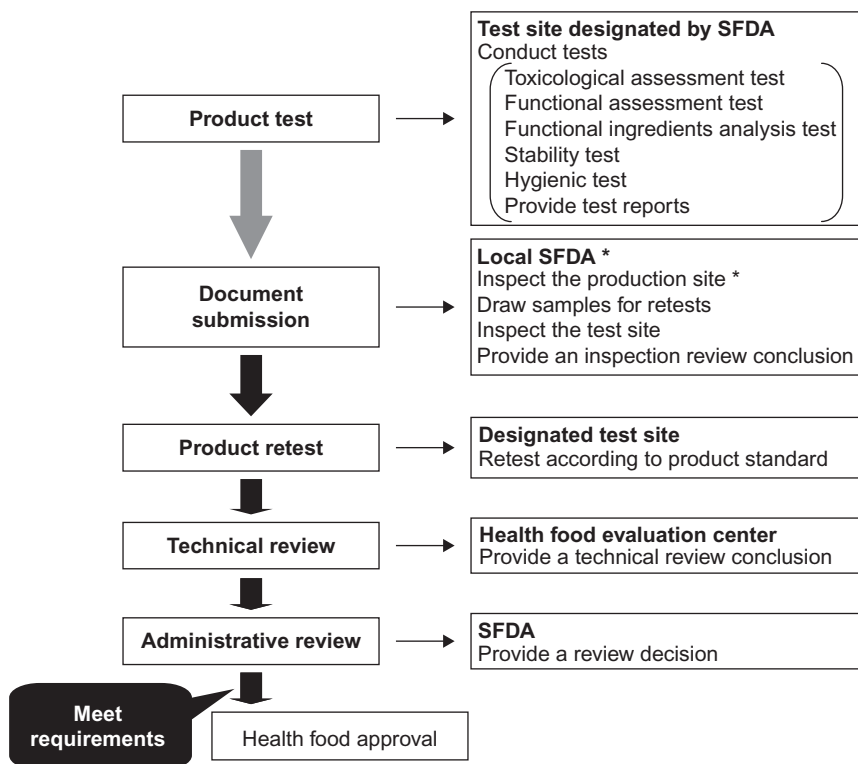 Product test
Test site designated by SFDA
Conduct tests
Toxicological assessment test
Functional assessment test
Functional ingredients analysis test
Stability test
Hygienic test
Provide test reports
Document
submission
Local SFDA *
Inspect the production site *
Draw samples for retests
Inspect the test site
Provide an inspection review conclusion
Product retest
Designated test site
Retest according to product standard
Technical review
Health food evaluation center
Provide a technical review conclusion
Administrative review
SFDA
Provide a review decision
Meet
requirements
Health food approval